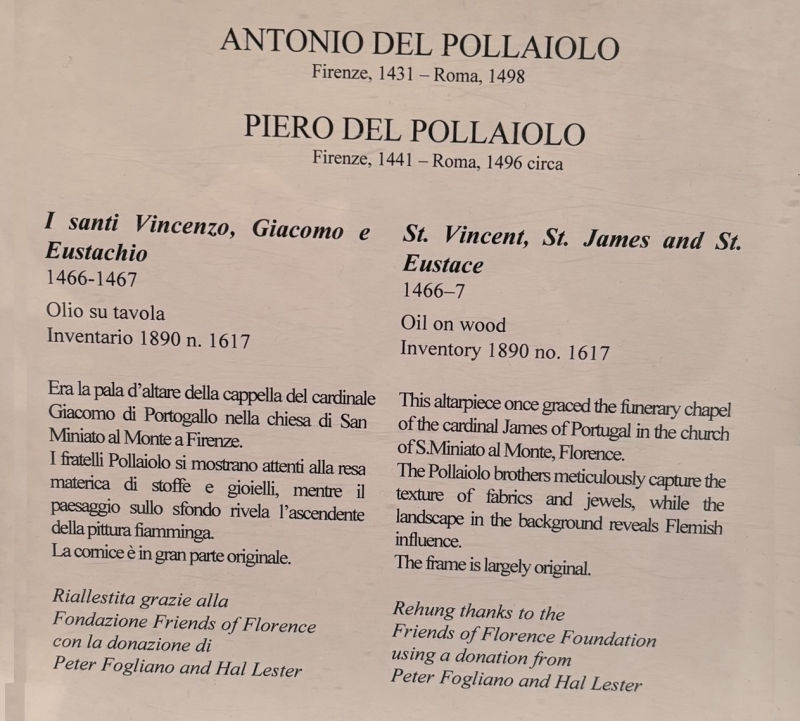 ANTONIO DEL POLLAIOLO
Firenze, 1431 – Roma, 1498
PIERO DEL POLLAIOLO
Firenze, 1441 – Roma, 1496 circa
I santi Vincenzo, Giacomo e
Eustachio
1466-1467
Olio su tavola
Inventario 1890 n. 1617
Era la pala d’altare della cappella del cardinale
Giacomo di Portogallo nella chiesa di San
Miniato al Monte a Firenze.
I fratelli Pollaiolo si mostrano attenti alla resa
materica di stoffe e gioielli, mentre il
paesaggio sullo sfondo rivela l’ascendente
della pittura fiamminga.
La cornice è in gran parte originale.
Riallestita grazie alla
Fondazione Friends of Florence
con la donazione di
Peter Fogliano and Hal Lester
St. Vincent, St. James and St.
Eustace
1466–7
Oil on wood
Inventory 1890 no. 1617
This altarpiece once graced the funerary chapel
of the cardinal James of Portugal in the church
of S.Miniato al Monte, Florence.
The Pollaiolo brothers meticulously capture the
texture of fabrics and jewels, while the
landscape in the background reveals Flemish
influence.
The frame is largely original.
Rehung thanks to the
Friends of Florence Foundation
using a donation from
Peter Fogliano and Hal Lester